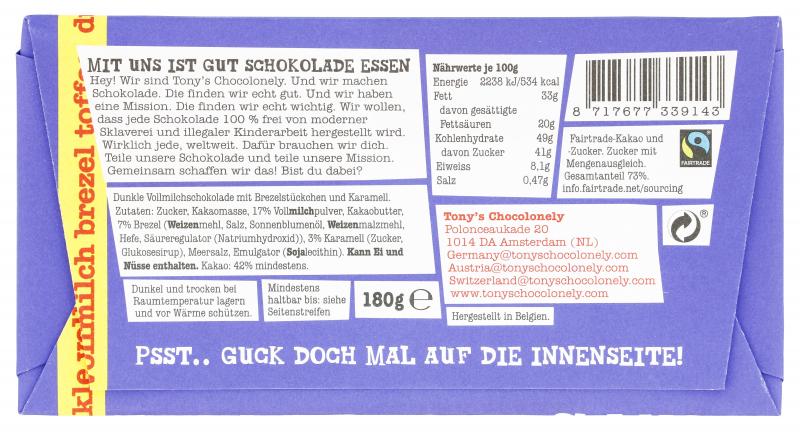 MIT UNS IST GUT SCHOKOLADE ESSEN
Hey! Wir sind Tony's Chocolonely. Und wir machen
Schokolade. Die finden wir echt gut. Und wir haben
eine Mission. Die finden wir echt wichtig. Wir wollen,
dass jede Schokolade 100 % frei von moderner
Sklaverei und illegaler Kinderarbeit hergestellt wird.
Wirklich jede, weltweit. Dafür brauchen wir dich.
Teile unsere Schokolade und teile unsere Mission.
Gemeinsam schaffen wir das! Bist du dabei?
Dunkle Vollmilchschokolade mit Brezelstückchen und Karamell.
Zutaten: Zucker, Kakaomasse, 17% Vollmilchpulver, Kakaobutter,
7% Brezel (Weizenmehl, Salz, Sonnenblumenöl, Weizenmalzmehl,
Hefe, Säureregulator (Natriumhydroxid)), 3% Karamell (Zucker,
Glukosesirup), Meersalz, Emulgator (Sojalecithin). Kann Ei und
Nüsse enthalten. Kakao: 42% mindestens.
Dunkel und trocken bei
Raumtemperatur lagern
und vor Wärme schützen.
Mindestens
haltbar bis: siehe
Seitenstreifen
180g ℮
Nährwerte je 100g
Energie 2238 kJ/534 kcal
Fett 33g
davon gesättigte
Fettsäuren 20g
Kohlenhydrate 49g
davon Zucker 41g
Eiweiss 8,1g
Salz 0,47g
8 717677 339143
Fairtrade-Kakao und
-Zucker. Zucker mit
Mengenausgleich.
Gesamtanteil 73%.
info.fairtrade.net/sourcing
FAIRTRADE
Tony's Chocolonely
Polonceaukade 20
1014 DA Amsterdam (NL)
Germany@tonyschocolonely.com
Austria@tonyschocolonely.com
Switzerland@tonyschocolonely.com
www.tonyschocolonely.com
®
Hergestellt in Belgien.
PSST.. GUCK DOCH MAL AUF DIE INNENSEITE!
milch brezel toffe